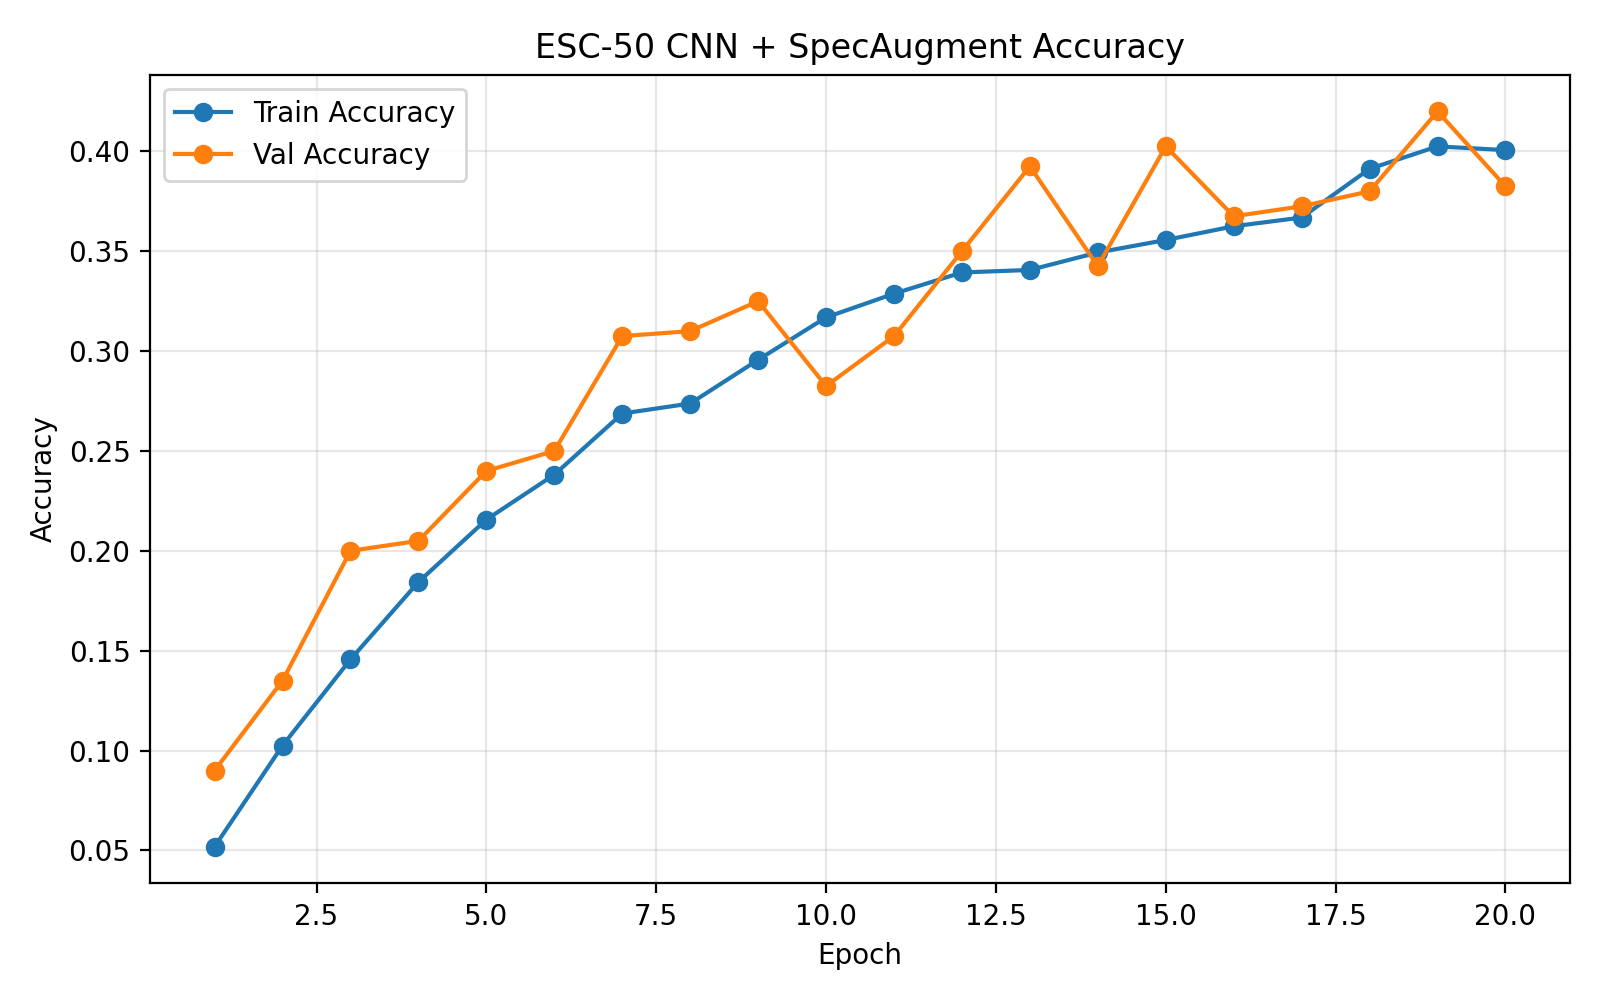 ESC-50 CNN + SpecAugment Accuracy
Train Accuracy
Val Accuracy
0.40
0.35
0.30
0.25
0.20
0.15
0.10
0.05
Accuracy
2.5 5.0 7.5 10.0 12.5 15.0 17.5 20.0
Epoch